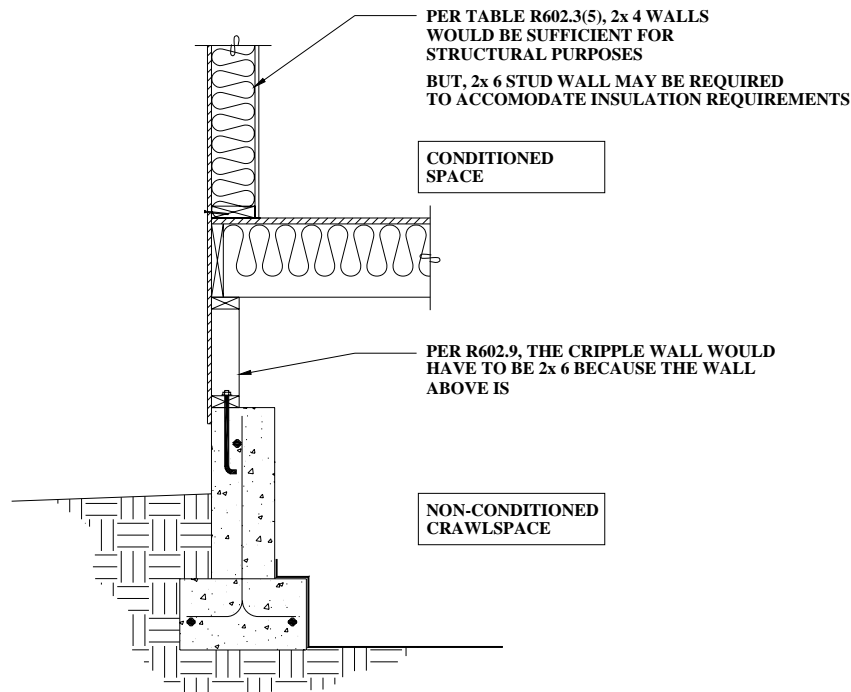 PER TABLE R602.3(5), 2x 4 WALLS
WOULD BE SUFFICIENT FOR
STRUCTURAL PURPOSES
BUT, 2x 6 STUD WALL MAY BE REQUIRED
TO ACCOMODATE INSULATION REQUIREMENTS
CONDITIONED
SPACE
PER R602.9, THE CRIPPLE WALL WOULD
HAVE TO BE 2x 6 BECAUSE THE WALL
ABOVE IS
NON-CONDITIONED
CRAWLSPACE